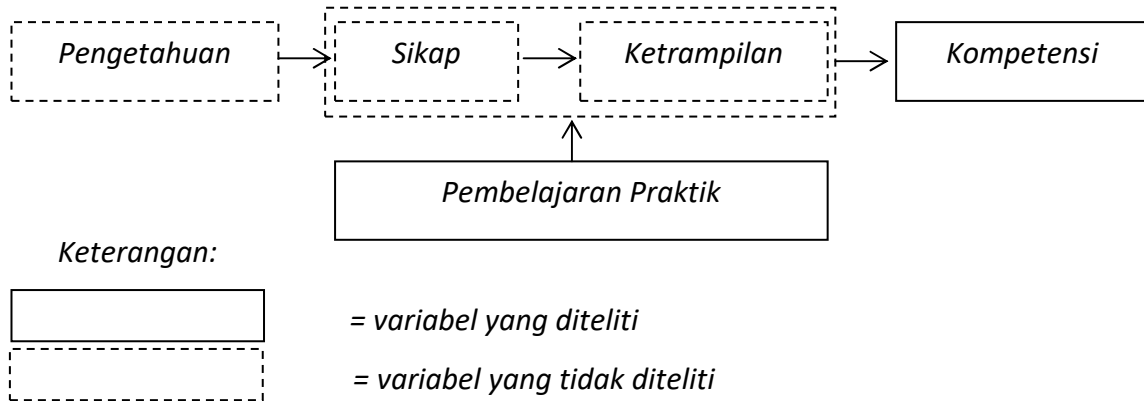 Pengetahuan
Sikap
Ketrampilan
Kompetensi
Pembelajaran Praktik
Keterangan:
= variabel yang diteliti
= variabel yang tidak diteliti